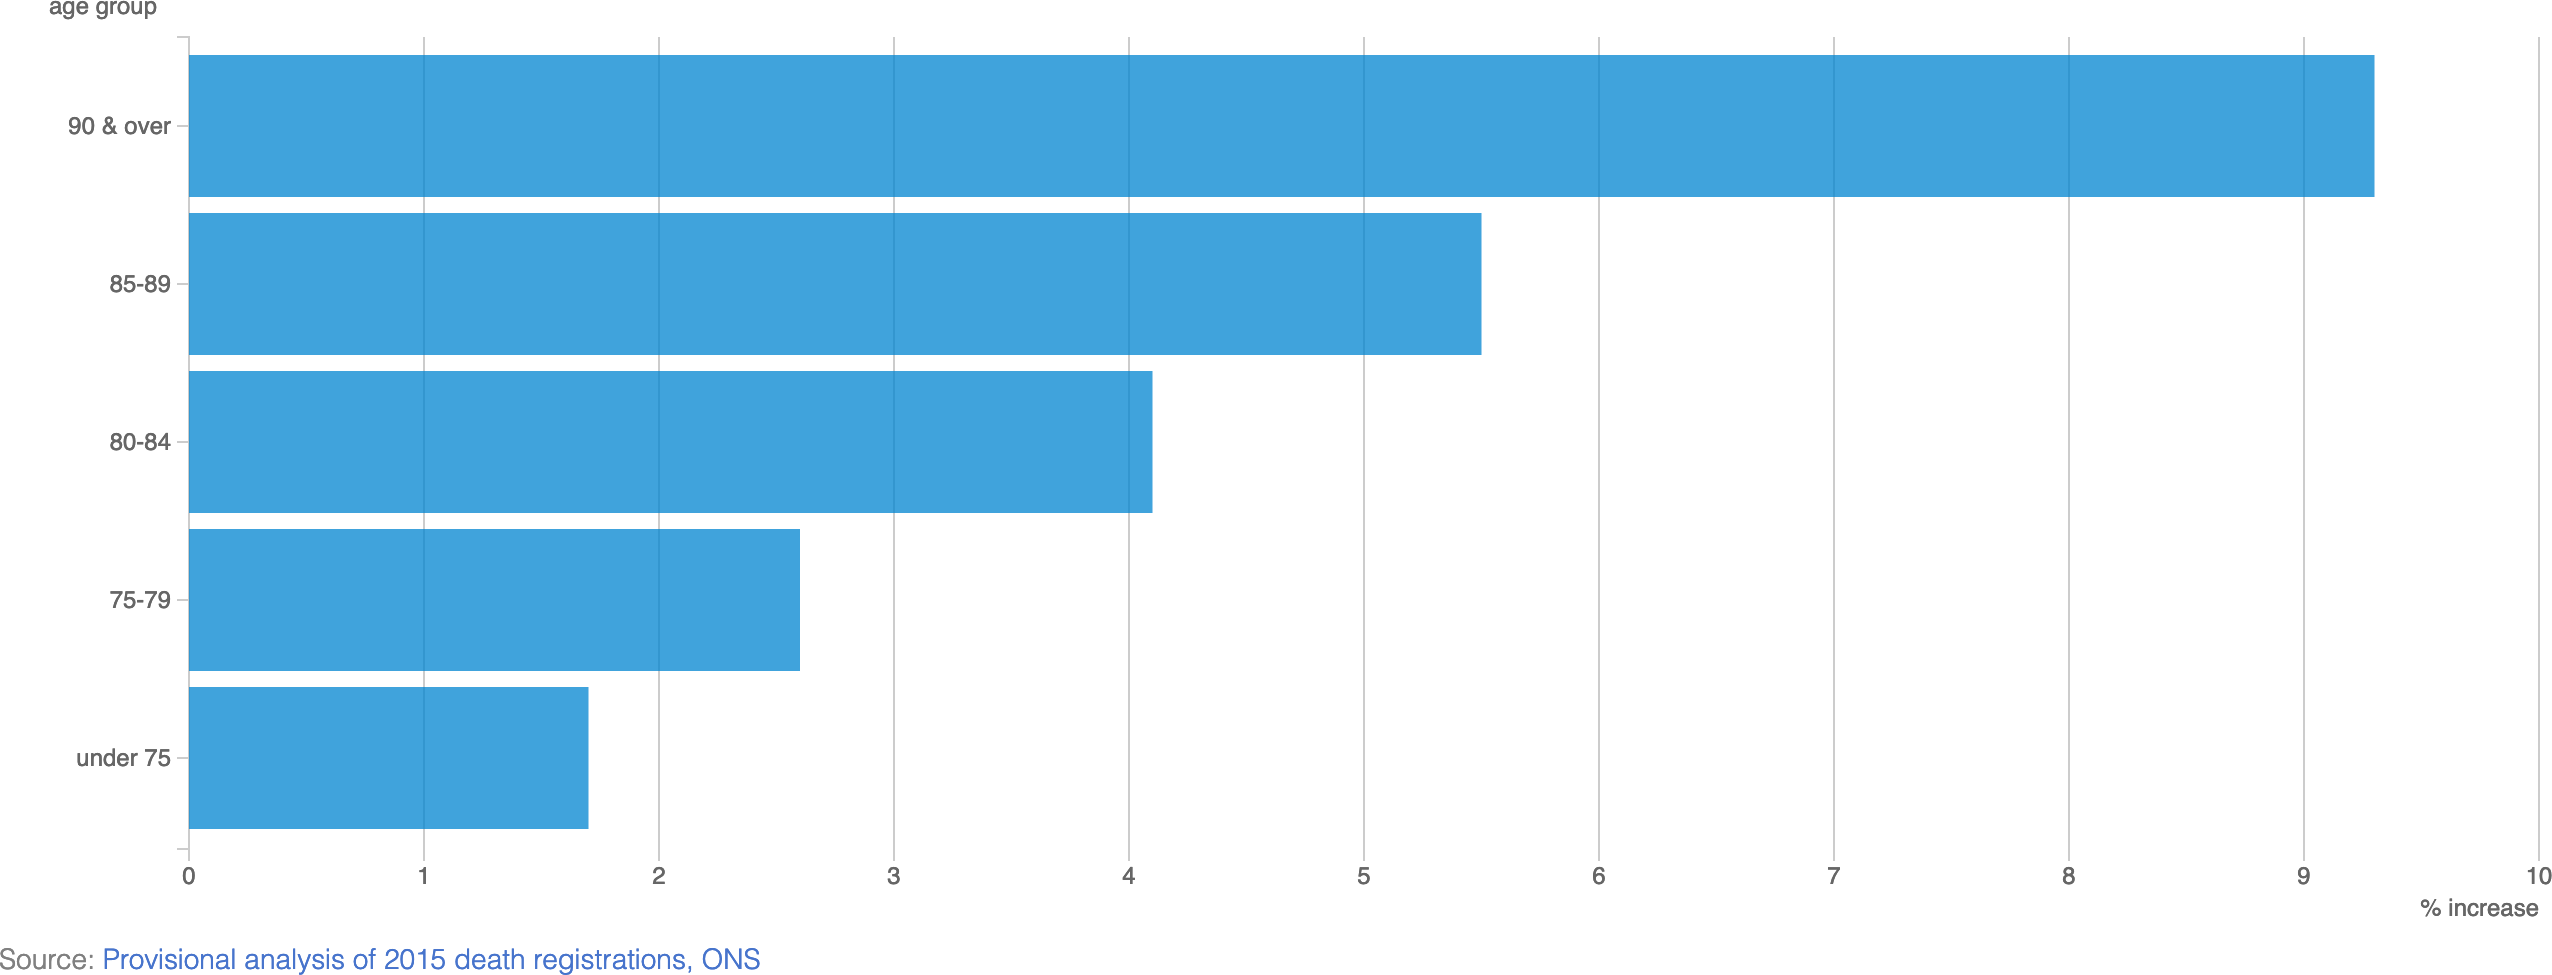 age group
90 & over
85-89
80-84
75-79
under 75
0 1 2 3 4 5 6 7 8 9 10
% increase
Source: Provisional analysis of 2015 death registrations, ONS